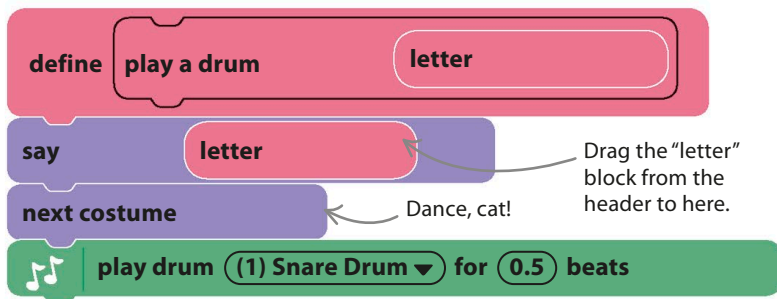 define play a drum letter
say letter
Drag the “letter”
block from the
header to here.
next costume
Dance, cat!
play drum (1) Snare Drum for 0.5 beats